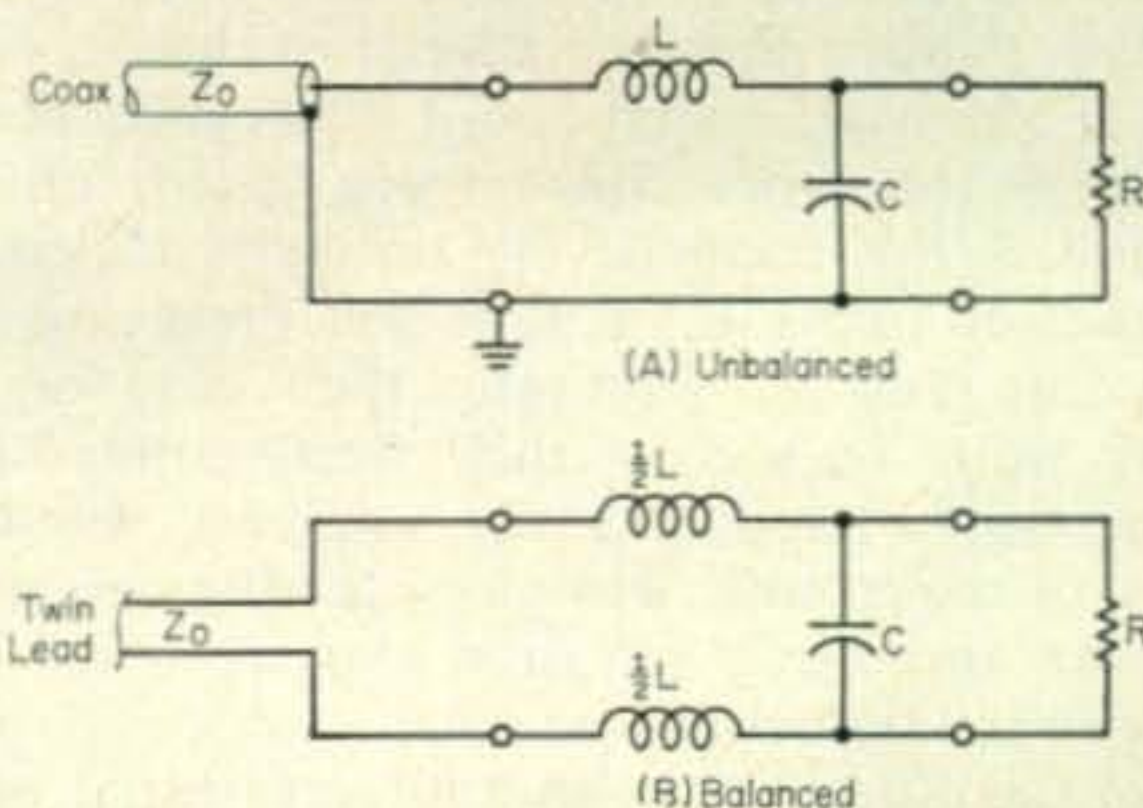 L
Coax Z₀
C
R
(A) Unbalanced
½L
Twin
Lead
Z₀
C
R
½L
(B) Balanced